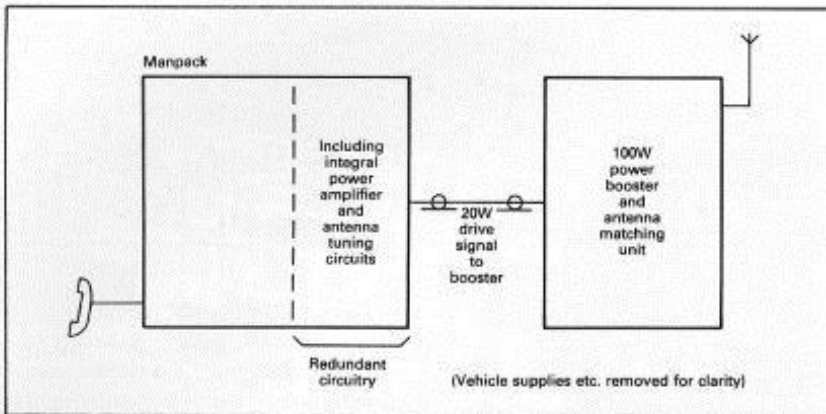 Manpack
Including
integral
power
amplifier
and
antenna
tuning
circuits
20W
drive
signal
to
booster
100W
power
booster
and
antenna
matching
unit
Redundant
circuitry
(Vehicle supplies etc. removed for clarity)